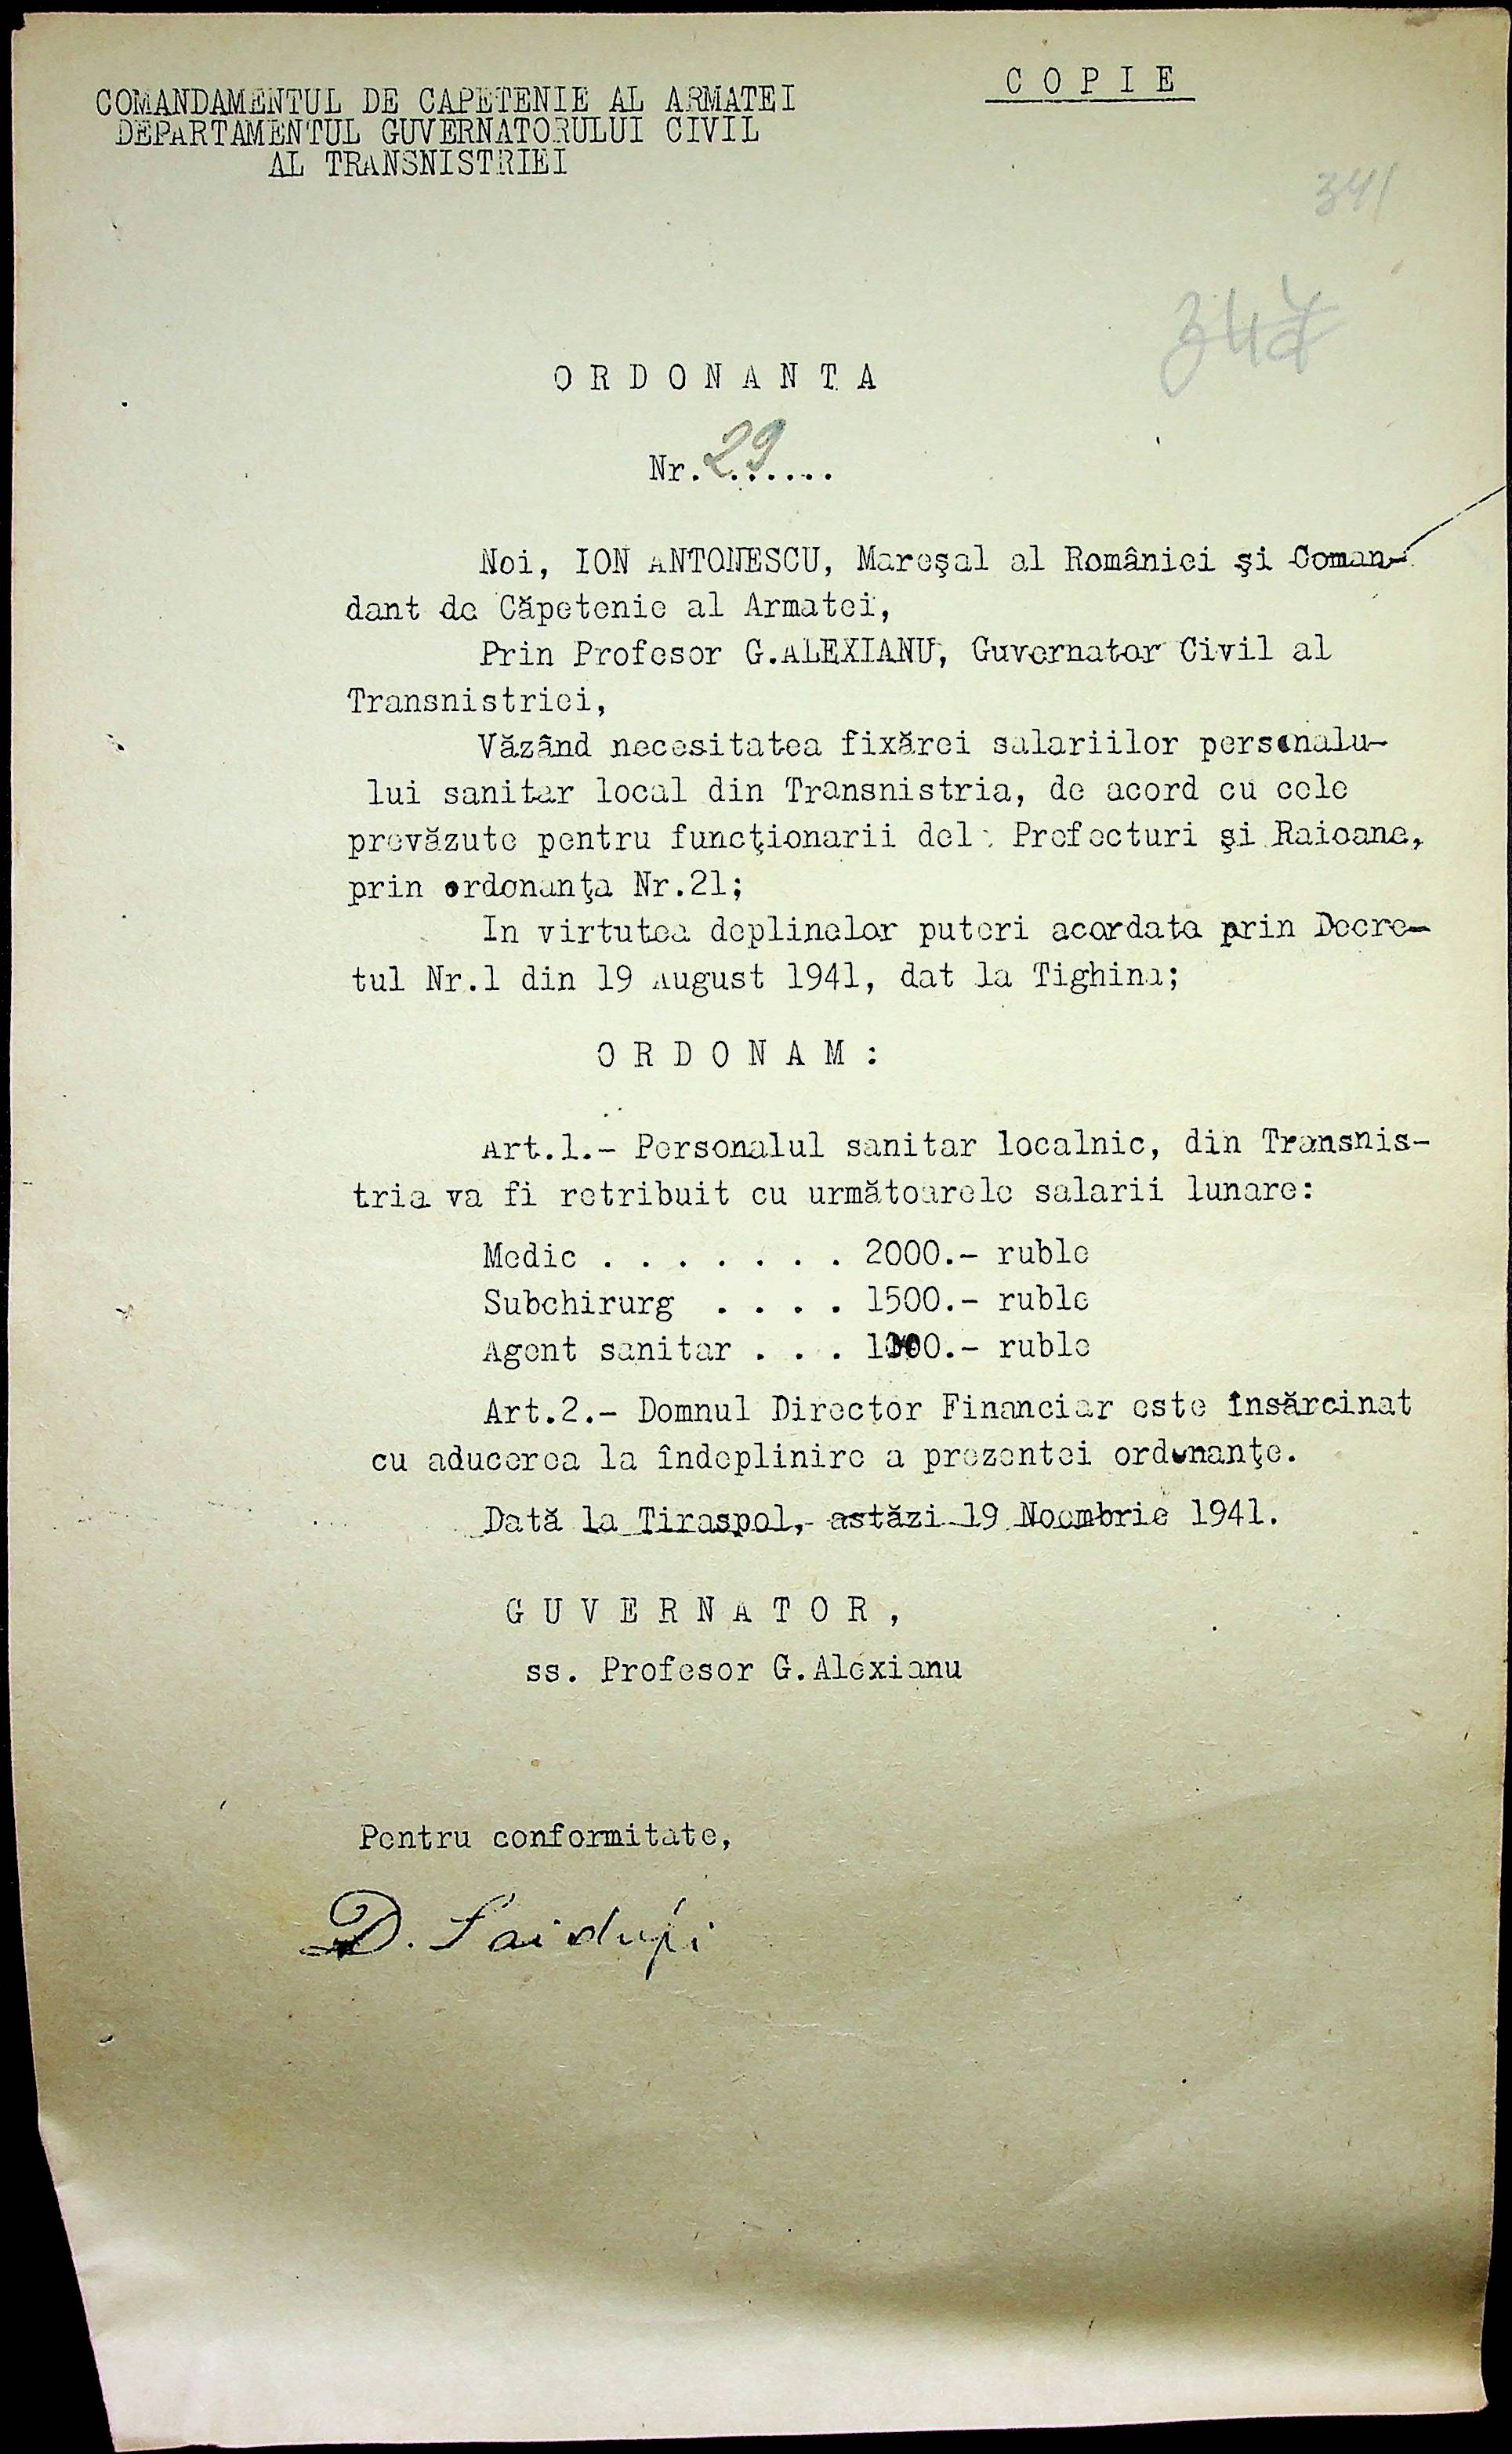 COPIE
COMANDAMENTUL DE CAPETENIE AL ARMATEI
DEPARTAMENTUL GUVERNATORULUI CIVIL
AL TRANSNISTRIEI
341
ORDONANTA
Nr.29......
Noi, ION ANTONESCU, Mareşal al României şi Coman-
dant de Căpetenie al Armatei,
Prin Profesor G.ALEXIANU, Guvernator Civil al
Transnistriei,
Văzând necesitatea fixărei salariilor personalu-
lui sanitar local din Transnistria, de acord cu cele
prevăzute pentru funcţionarii del Prefecturi şi Raioane,
prin ordonanţa Nr.21;
In virtutea deplinelor puteri acordate prin Decre-
tul Nr.1 din 19 August 1941, dat la Tighina;
ORDONAM:
Art.1.- Personalul sanitar localnic, din Transnis-
tria va fi retribuit cu următoarele salarii lunare:
Medic . . . . . . . 2000.- ruble
Subchirurg . . . . 1500.- ruble
Agent sanitar . . . 1000.- ruble
Art.2.- Domnul Director Financiar este însărcinat
cu aducerea la îndeplinire a prezentei ordonanţe.
Dată la Tiraspol, astăzi 19 Noembrie 1941.
GUVERNATOR,
ss. Profesor G.Alexianu
Pentru conformitate,
D.